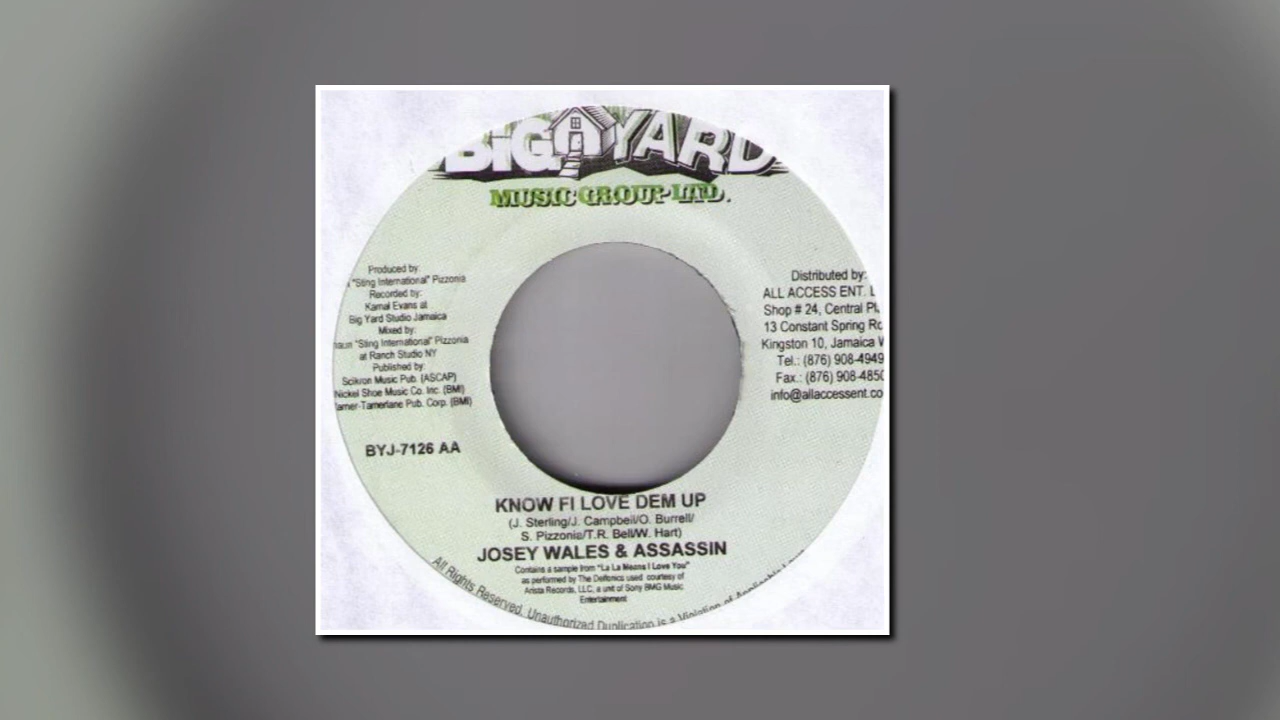 BiG YARD
MUSIC GROUP LTD.
Produced by:
"Sting International" Pizzonia
Recorded by:
Kamal Evans at
Big Yard Studio Jamaica
Mixed by:
"Sting International" Pizzonia
at Ranch Studio NY
Published by:
Scikron Music Pub. (ASCAP)
Nickel Shoe Music Co. Inc. (BMI)
arner-Tamerlane Pub. Corp. (BMI)
BYJ-7126 AA
Distributed by:
ALL ACCESS ENT.
Shop # 24, Central
13 Constant Spring
Kingston 10, Jamaica
Tel.: (876) 908-4949
Fax.: (876) 908-4850
info@allaccessent.co
KNOW FI LOVE DEM UP
(J. Sterling/J. Campbell/O. Burrell/
S. Pizzonia/T.R. Bell/W. Hart)
JOSEY WALES & ASSASSIN
Contains a sample from "La La Means I Love You"
as performed by The Delfonics used courtesy of
Arista Records, LLC, a unit of Sony BMG Music
Entertainment
All Rights Reserved. Unauthorized Duplication is a Violation of Applicable